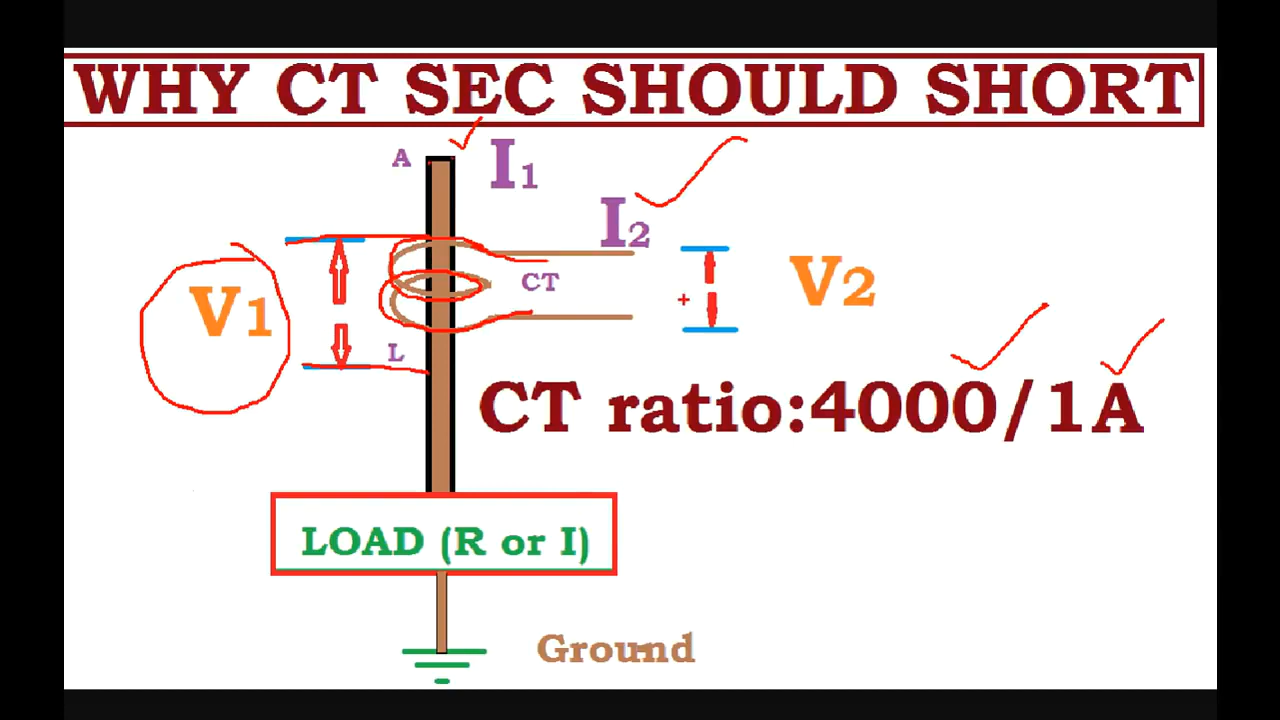 WHY CT SEC SHOULD SHORT
A
I1
I2
CT
V1
+
V2
L
CT ratio:4000/1A
LOAD (R or I)
Ground